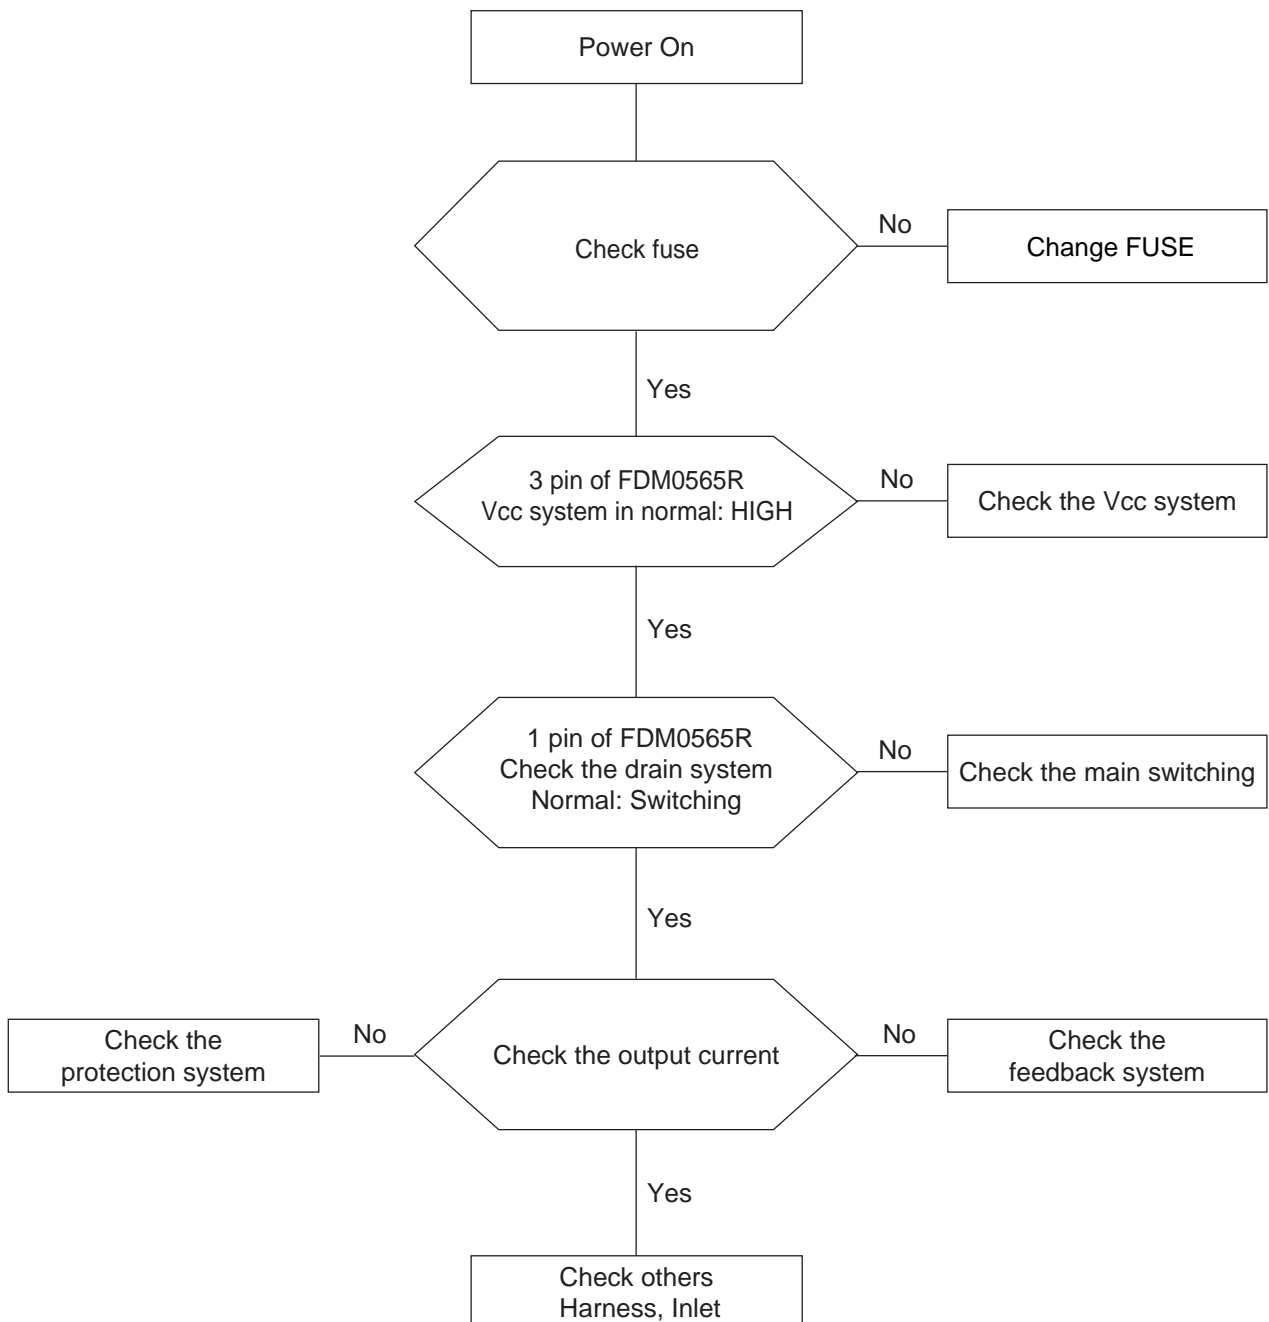 Power On
Check fuse
No
Change FUSE
Yes
3 pin of FDM0565R
Vcc system in normal: HIGH
No
Check the Vcc system
Yes
1 pin of FDM0565R
Check the drain system
Normal: Switching
No
Check the main switching
Yes
Check the
protection system
No
Check the output current
No
Check the
feedback system
Yes
Check others
Harness, Inlet